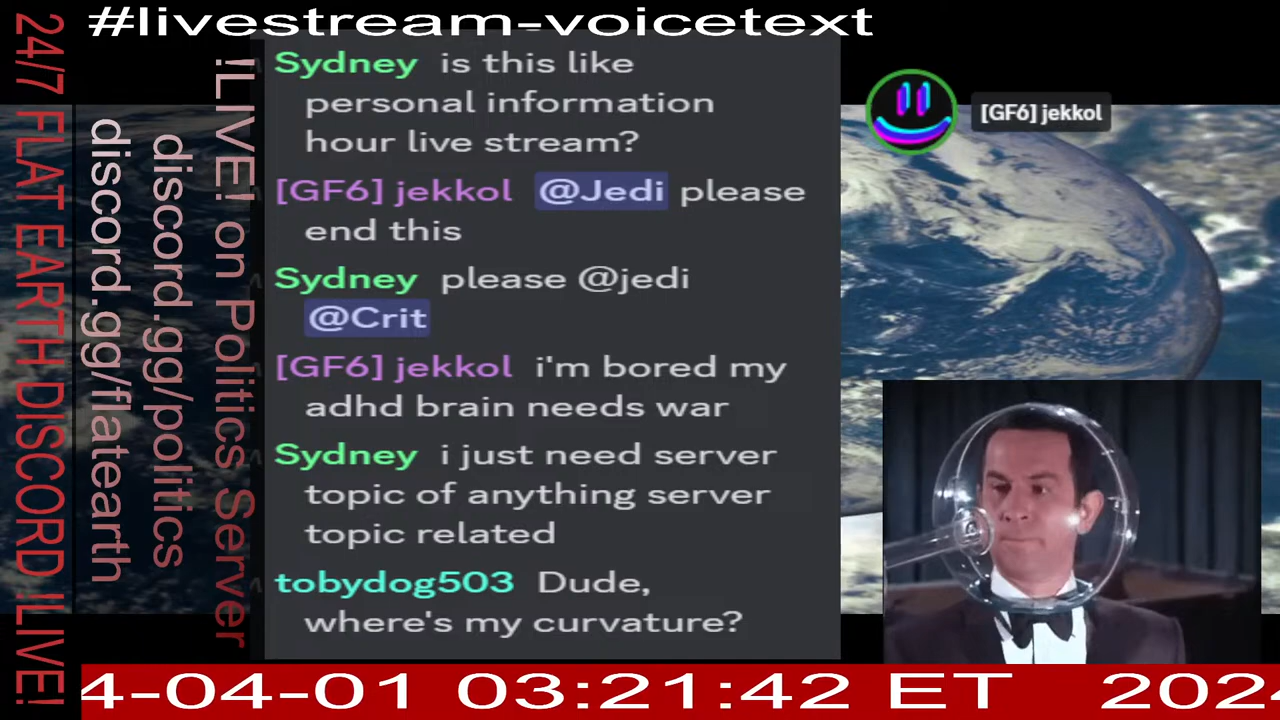 #livestream-voicetext
24/7 FLAT EARTH DISCORD !LIVE!
discord.gg/flatearth
discord.gg/politics
!LIVE! on Politics Server
Sydney is this like
personal information
hour live stream?
[GF6] jekkol @Jedi please
end this
Sydney please @jedi
@Crit
[GF6] jekkol i'm bored my
adhd brain needs war
Sydney i just need server
topic of anything server
topic related
tobydog503 Dude,
where's my curvature?
[GF6] jekkol
4-04-01 03:21:42 ET 202